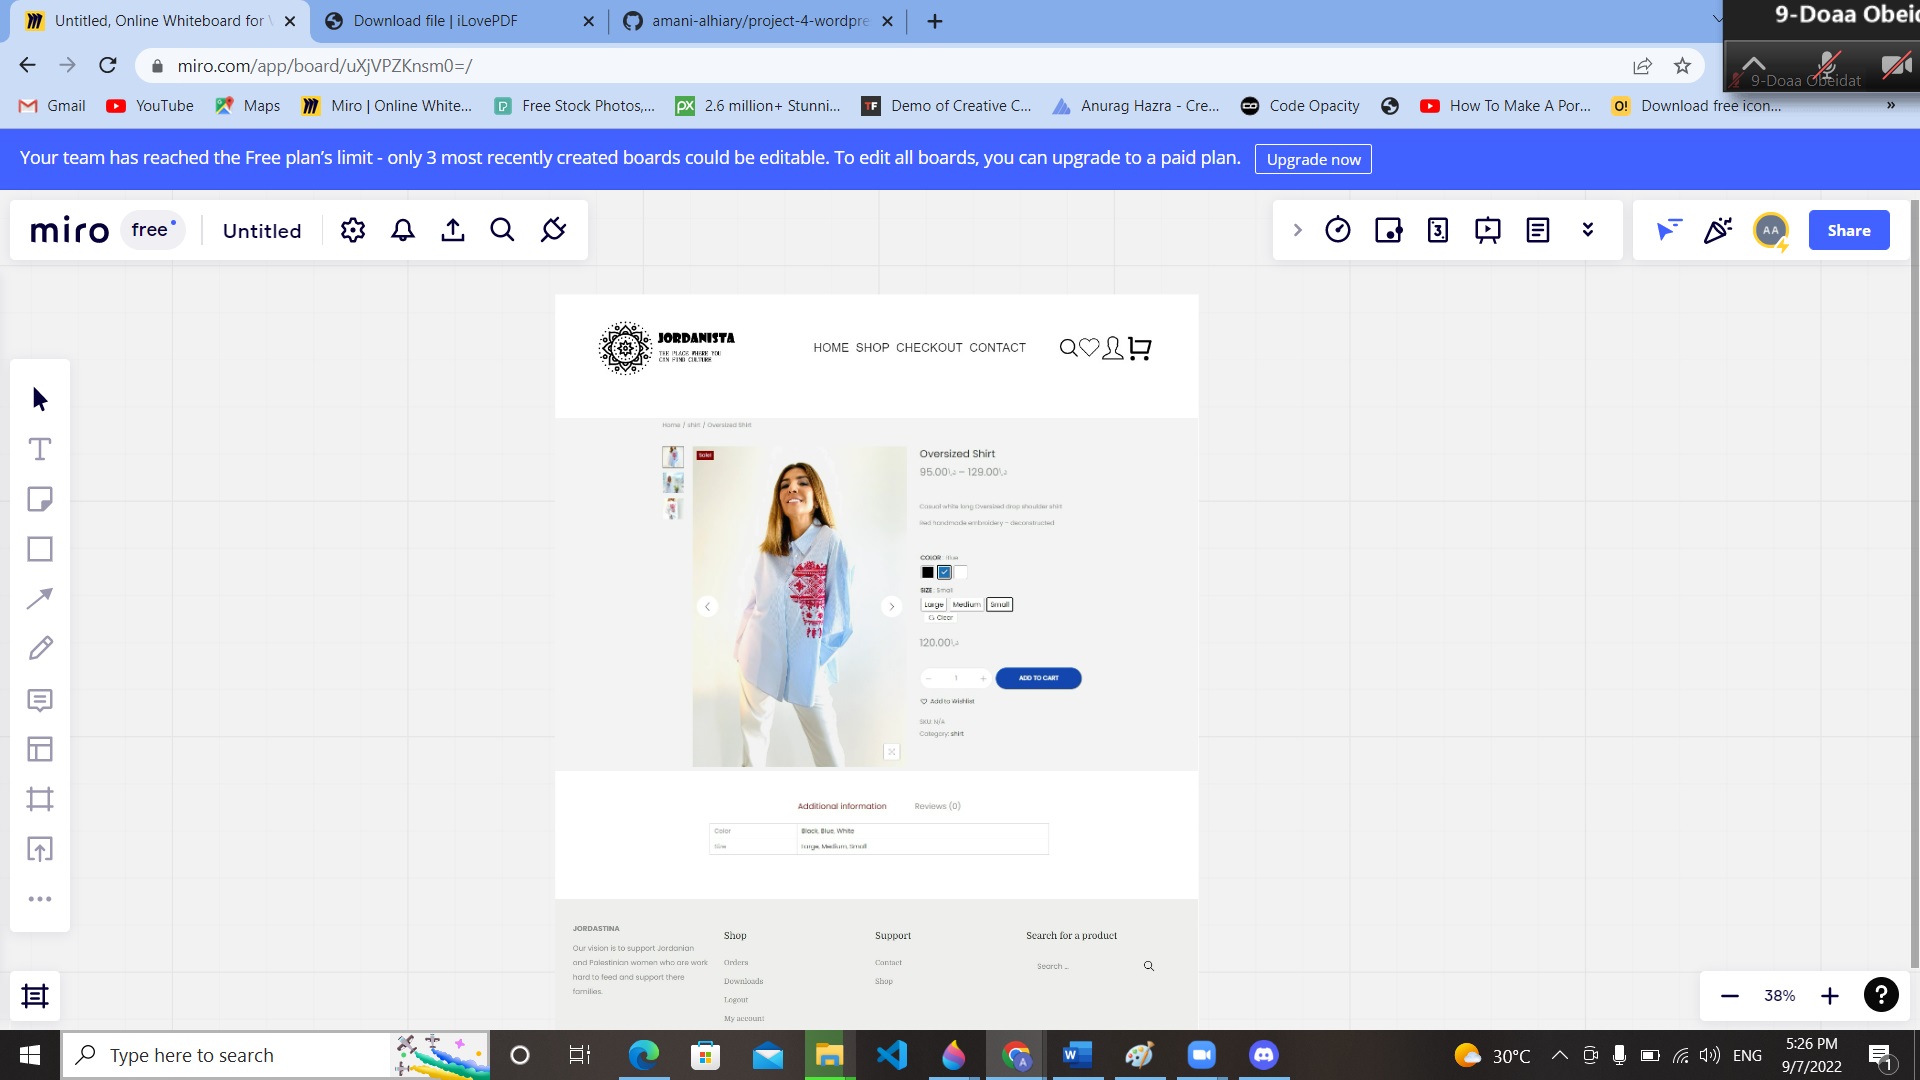 Untitled, Online Whiteboard for
Download file | iLovePDF
amani-alhiary/project-4-wordpre
9-Doaa Obei
miro.com/app/board/uXjVPZKnsm0=/
9-Doaa Obeidat
Gmail
YouTube
Maps
Miro | Online White...
Free Stock Photos,...
2.6 million+ Stunni...
Demo of Creative C...
Anurag Hazra - Cre...
Code Opacity
How To Make A Por...
Download free icon...
Your team has reached the Free plan's limit - only 3 most recently created boards could be editable. To edit all boards, you can upgrade to a paid plan.
Upgrade now
miro
free
Untitled
AA
Share
JORDANISTA
THE PLACE WHERE YOU
CAN FIND CULTURE
HOME SHOP CHECKOUT CONTACT
Home / shirt / Oversized Shirt
Sale!
Oversized Shirt
95.00د.ا – 129.00د.ا
Casual white long Oversized drop shoulder shirt
Red handmade embroidery – deconstructed
COLOR: Blue
SIZE: Small
Large Medium Small
Clear
120.00د.ا
1
ADD TO CART
Add to Wishlist
SKU: N/A
Category: shirt
Additional information
Reviews (0)
Color
Black, Blue, White
Size
Large, Medium, Small
JORDASTINA
Our vision is to support Jordanian
and Palestinian women who are work
hard to feed and support there
families.
Shop
Orders
Downloads
Logout
My account
Support
Contact
Shop
Search for a product
Search ...
38%
Type here to search
30°C
ENG
5:26 PM
9/7/2022
1